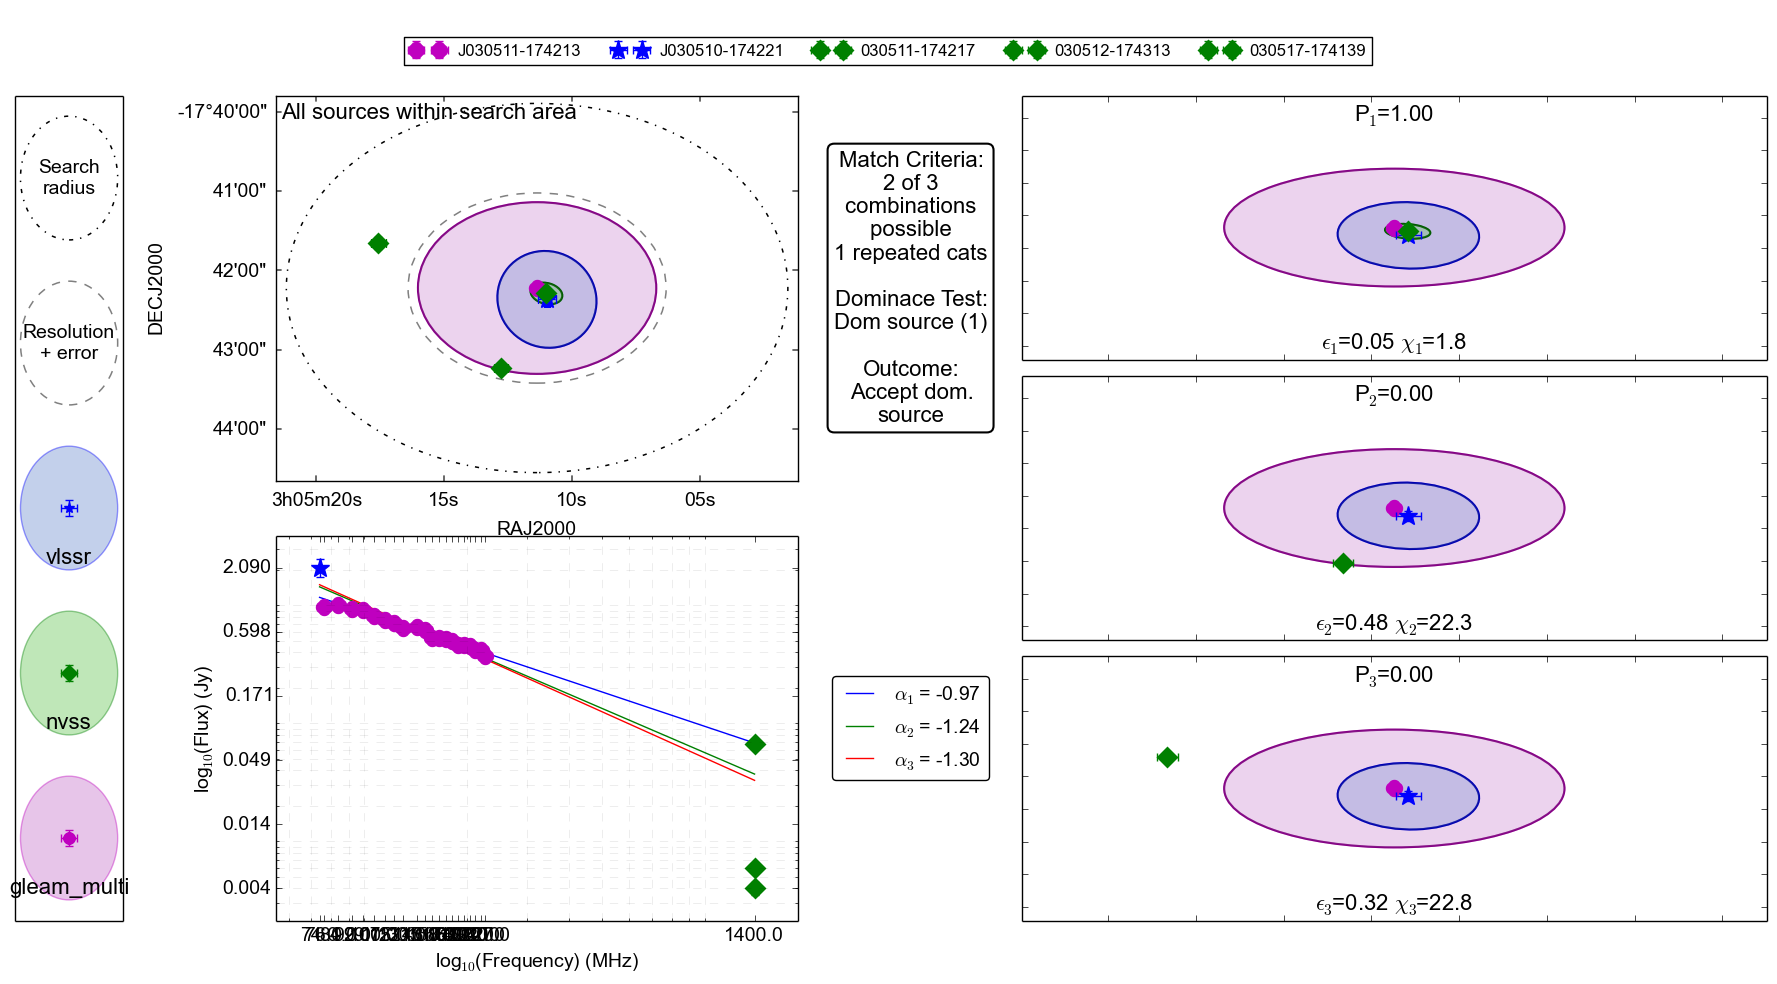 J030511-174213 J030510-174221 030511-174217 030512-174313 030517-174139
Search
radius
Resolution
+ error
vlssr
nvss
gleam_multi
All sources within search area
-17°40'00"
41'00"
42'00"
43'00"
44'00"
DECJ2000
3h05m20s 15s 10s 05s
RAJ2000
Match Criteria:
2 of 3
combinations
possible
1 repeated cats
Dominace Test:
Dom source (1)
Outcome:
Accept dom.
source
2.090
0.598
0.171
0.049
0.014
0.004
log₁₀(Flux) (Jy)
1400.0
log₁₀(Frequency) (MHz)
α₁ = -0.97
α₂ = -1.24
α₃ = -1.30
P₁=1.00
ϵ₁=0.05 χ₁=1.8
P₂=0.00
ϵ₂=0.48 χ₂=22.3
P₃=0.00
ϵ₃=0.32 χ₃=22.8